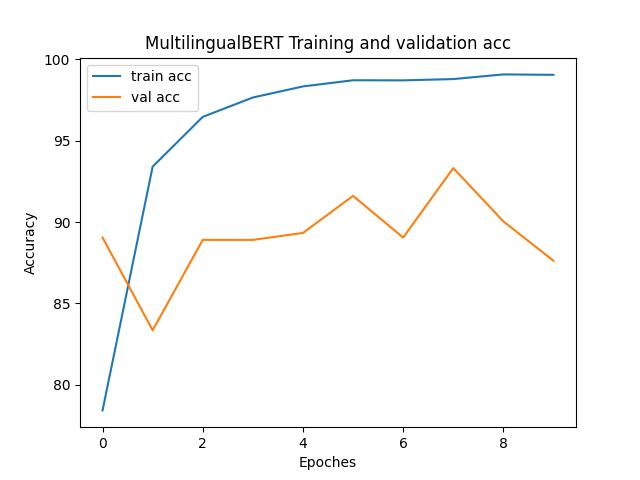 MultilingualBERT Training and validation acc
train acc
val acc
100
95
90
85
80
Accuracy
0 2 4 6 8
Epoches